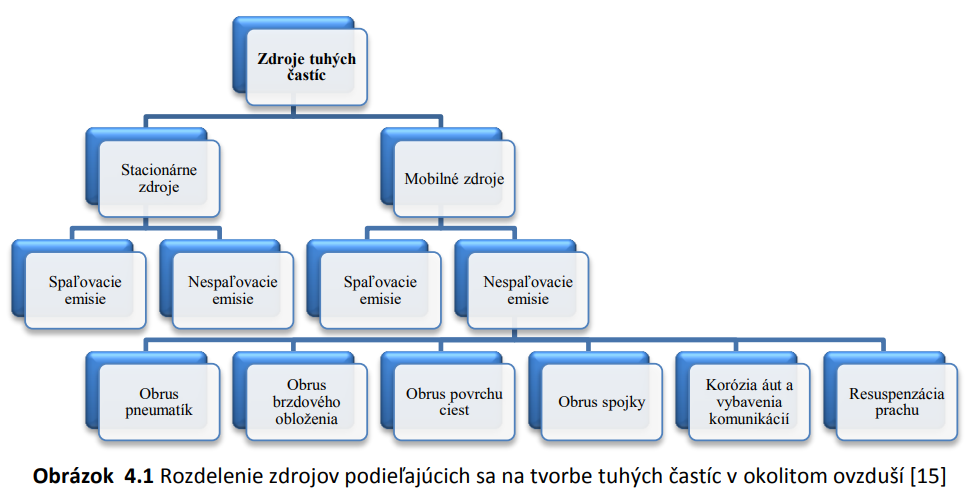 Zdroje tuhých
častíc
Stacionárne
zdroje
Mobilné zdroje
Spaľovacie
emisie
Nespaľovacie
emisie
Spaľovacie
emisie
Nespaľovacie
emisie
Obrus
pneumatík
Obrus
brzdového
obloženia
Obrus povrchu
ciest
Obrus spojky
Korózia áut a
vybavenia
komunikácií
Resuspenzácia
prachu
Obrázok 4.1 Rozdelenie zdrojov podieľajúcich sa na tvorbe tuhých častíc v okolitom ovzduší [15]